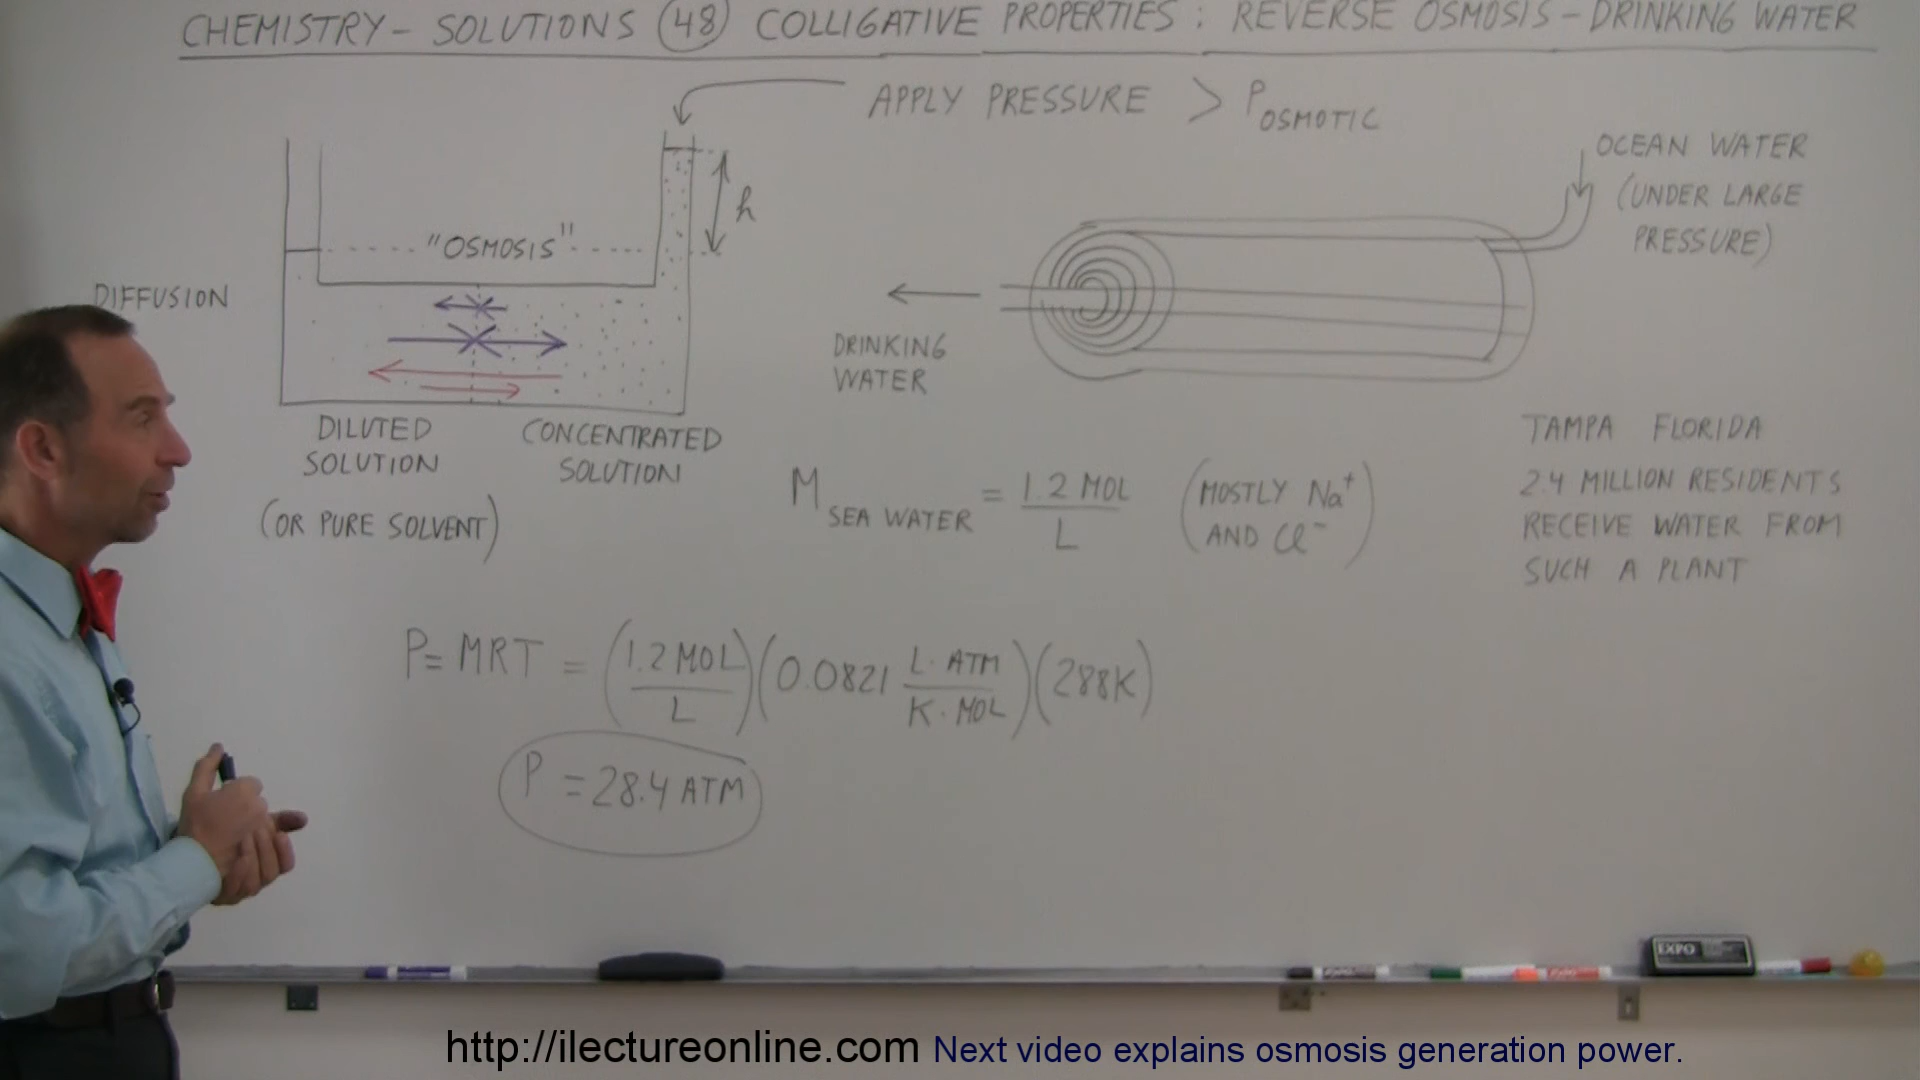 CHEMISTRY - SOLUTIONS (48) COLLIGATIVE PROPERTIES : REVERSE OSMOSIS - DRINKING WATER
APPLY PRESSURE > P OSMOTIC
h
"OSMOSIS"
DIFFUSION
DILUTED
SOLUTION
(OR PURE SOLVENT)
CONCENTRATED
SOLUTION
OCEAN WATER
(UNDER LARGE
PRESSURE)
DRINKING
WATER
M SEA WATER = 1.2 MOL / L (MOSTLY Na⁺ AND Cl⁻)
TAMPA FLORIDA
2.4 MILLION RESIDENTS
RECEIVE WATER FROM
SUCH A PLANT
P = MRT = (1.2 MOL / L)(0.0821 L·ATM / K·MOL)(288K)
P = 28.4 ATM
EXPO
http://ilectureonline.com Next video explains osmosis generation power.